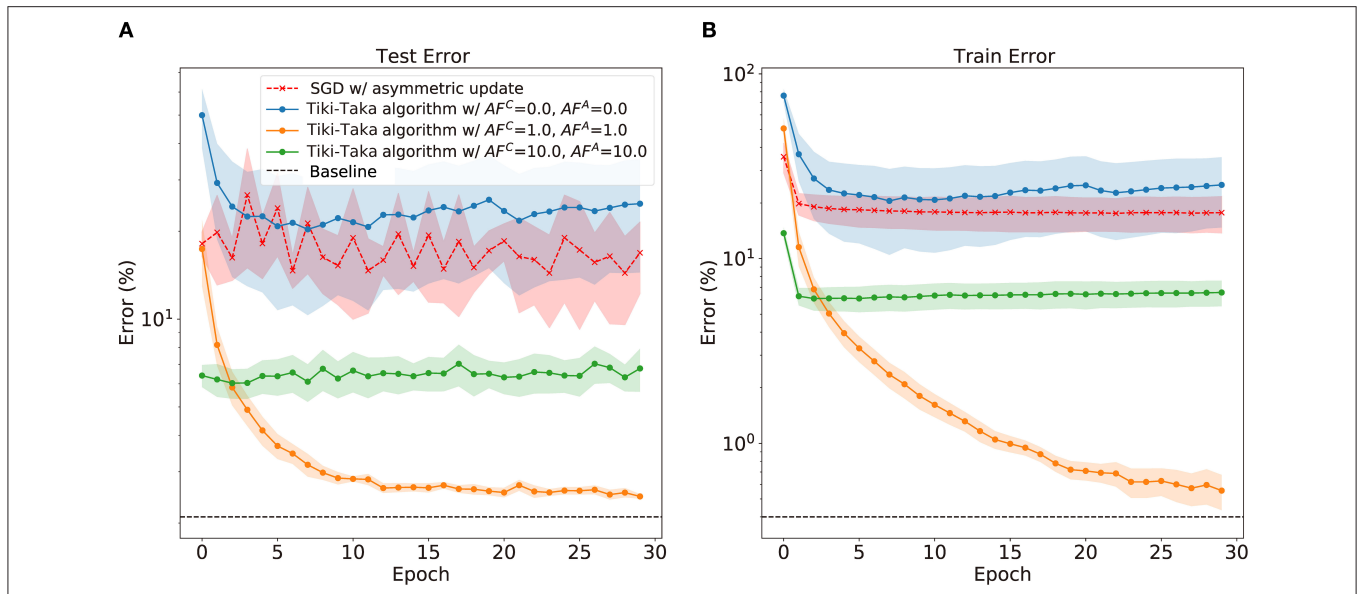 A
B
Test Error
Train Error
SGD w/ asymmetric update
Tiki-Taka algorithm w/ AF^C=0.0, AF^A=0.0
Tiki-Taka algorithm w/ AF^C=1.0, AF^A=1.0
Tiki-Taka algorithm w/ AF^C=10.0, AF^A=10.0
Baseline
Error (%)
10^1
0 5 10 15 20 25 30
Epoch
Error (%)
10^2
10^1
10^0
0 5 10 15 20 25 30
Epoch